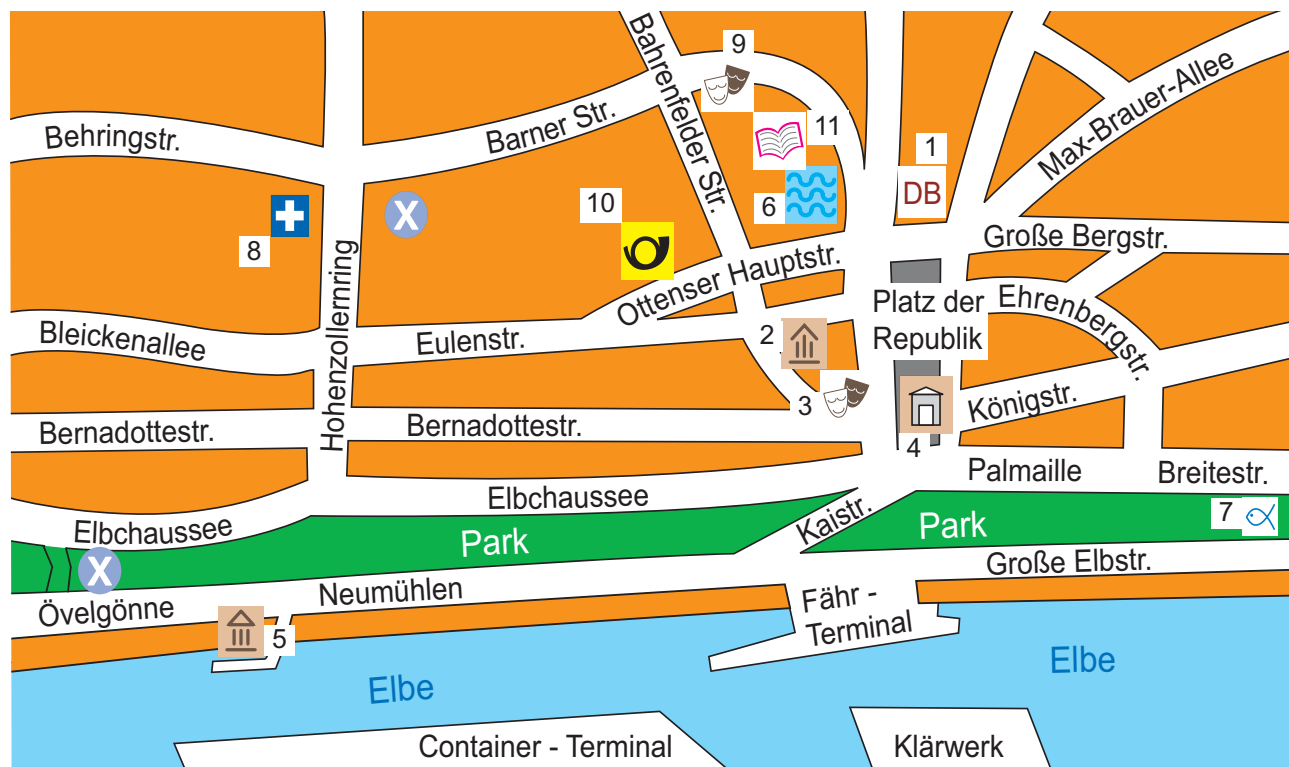 Bahrenfelder Str.
9
Behringstr.
Barner Str.
11
1
Max-Brauer-Allee
DB
10
6
X
8
Große Bergstr.
Ottenser Hauptstr.
Hohenzollernring
Platz der
Republik
Ehrenbergstr.
Bleickenallee
Eulenstr.
2
3
4
Königstr.
Bernadottestr.
Bernadottestr.
Palmaille
Breitestr.
Elbchaussee
Elbchaussee
Kaistr.
Park
Park
7
X
Övelgönne
Neumühlen
Große Elbstr.
5
Fähr -
Terminal
Elbe
Elbe
Container - Terminal
Klärwerk